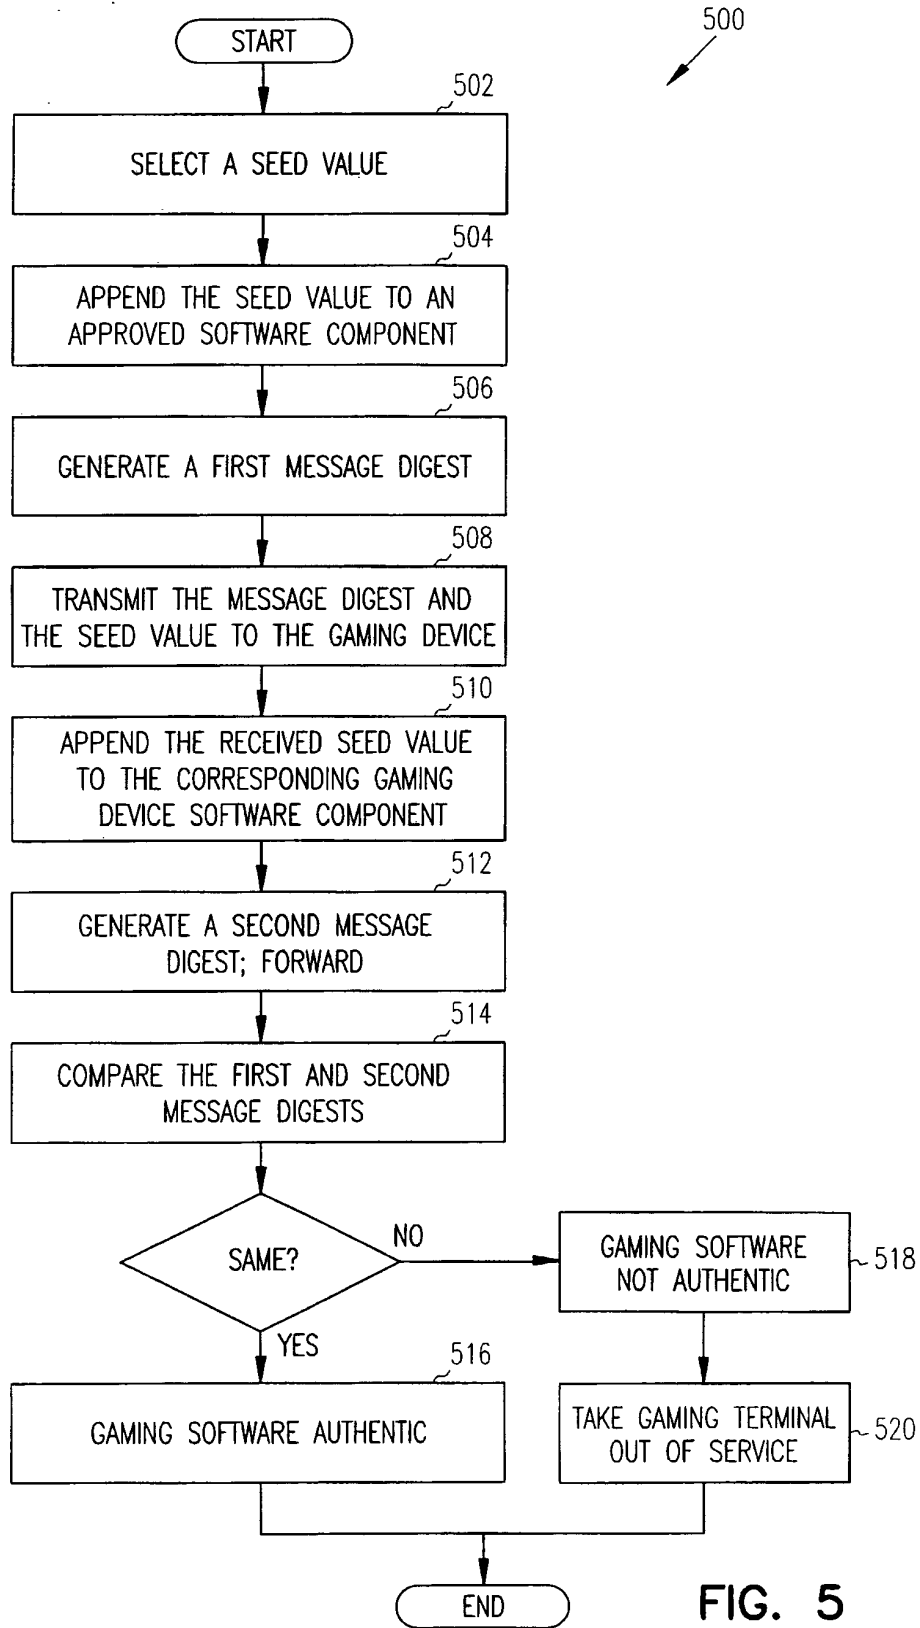 START
500
502
SELECT A SEED VALUE
504
APPEND THE SEED VALUE TO AN
APPROVED SOFTWARE COMPONENT
506
GENERATE A FIRST MESSAGE DIGEST
508
TRANSMIT THE MESSAGE DIGEST AND
THE SEED VALUE TO THE GAMING DEVICE
510
APPEND THE RECEIVED SEED VALUE
TO THE CORRESPONDING GAMING
DEVICE SOFTWARE COMPONENT
512
GENERATE A SECOND MESSAGE
DIGEST; FORWARD
514
COMPARE THE FIRST AND SECOND
MESSAGE DIGESTS
SAME?
NO
GAMING SOFTWARE
NOT AUTHENTIC
518
YES
516
GAMING SOFTWARE AUTHENTIC
TAKE GAMING TERMINAL
OUT OF SERVICE
520
END
FIG. 5